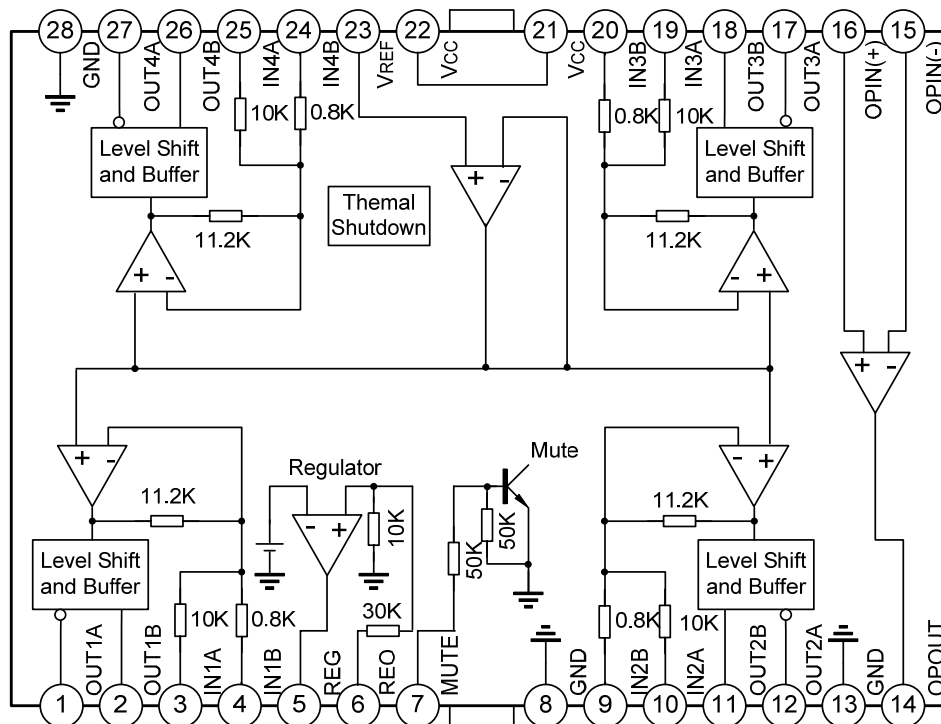 28 27 26 25 24 23 22 21 20 19 18 17 16 15
GND OUT4A OUT4B IN4A IN4B VREF VCC VCC IN3B IN3A OUT3B OUT3A OPIN(+) OPIN(-)
10K 0.8K 0.8K 10K
Level Shift
and Buffer
Level Shift
and Buffer
+ -
Themal
Shutdown
11.2K 11.2K
+ - - +
+ -
+ - - +
Mute
Regulator
11.2K 11.2K
- +
10K
50K
50K
Level Shift
and Buffer
Level Shift
and Buffer
10K 0.8K
30K
0.8K 10K
OUT1A OUT1B IN1A IN1B REG REO MUTE GND IN2B IN2A OUT2B OUT2A GND OPOUT
1 2 3 4 5 6 7 8 9 10 11 12 13 14